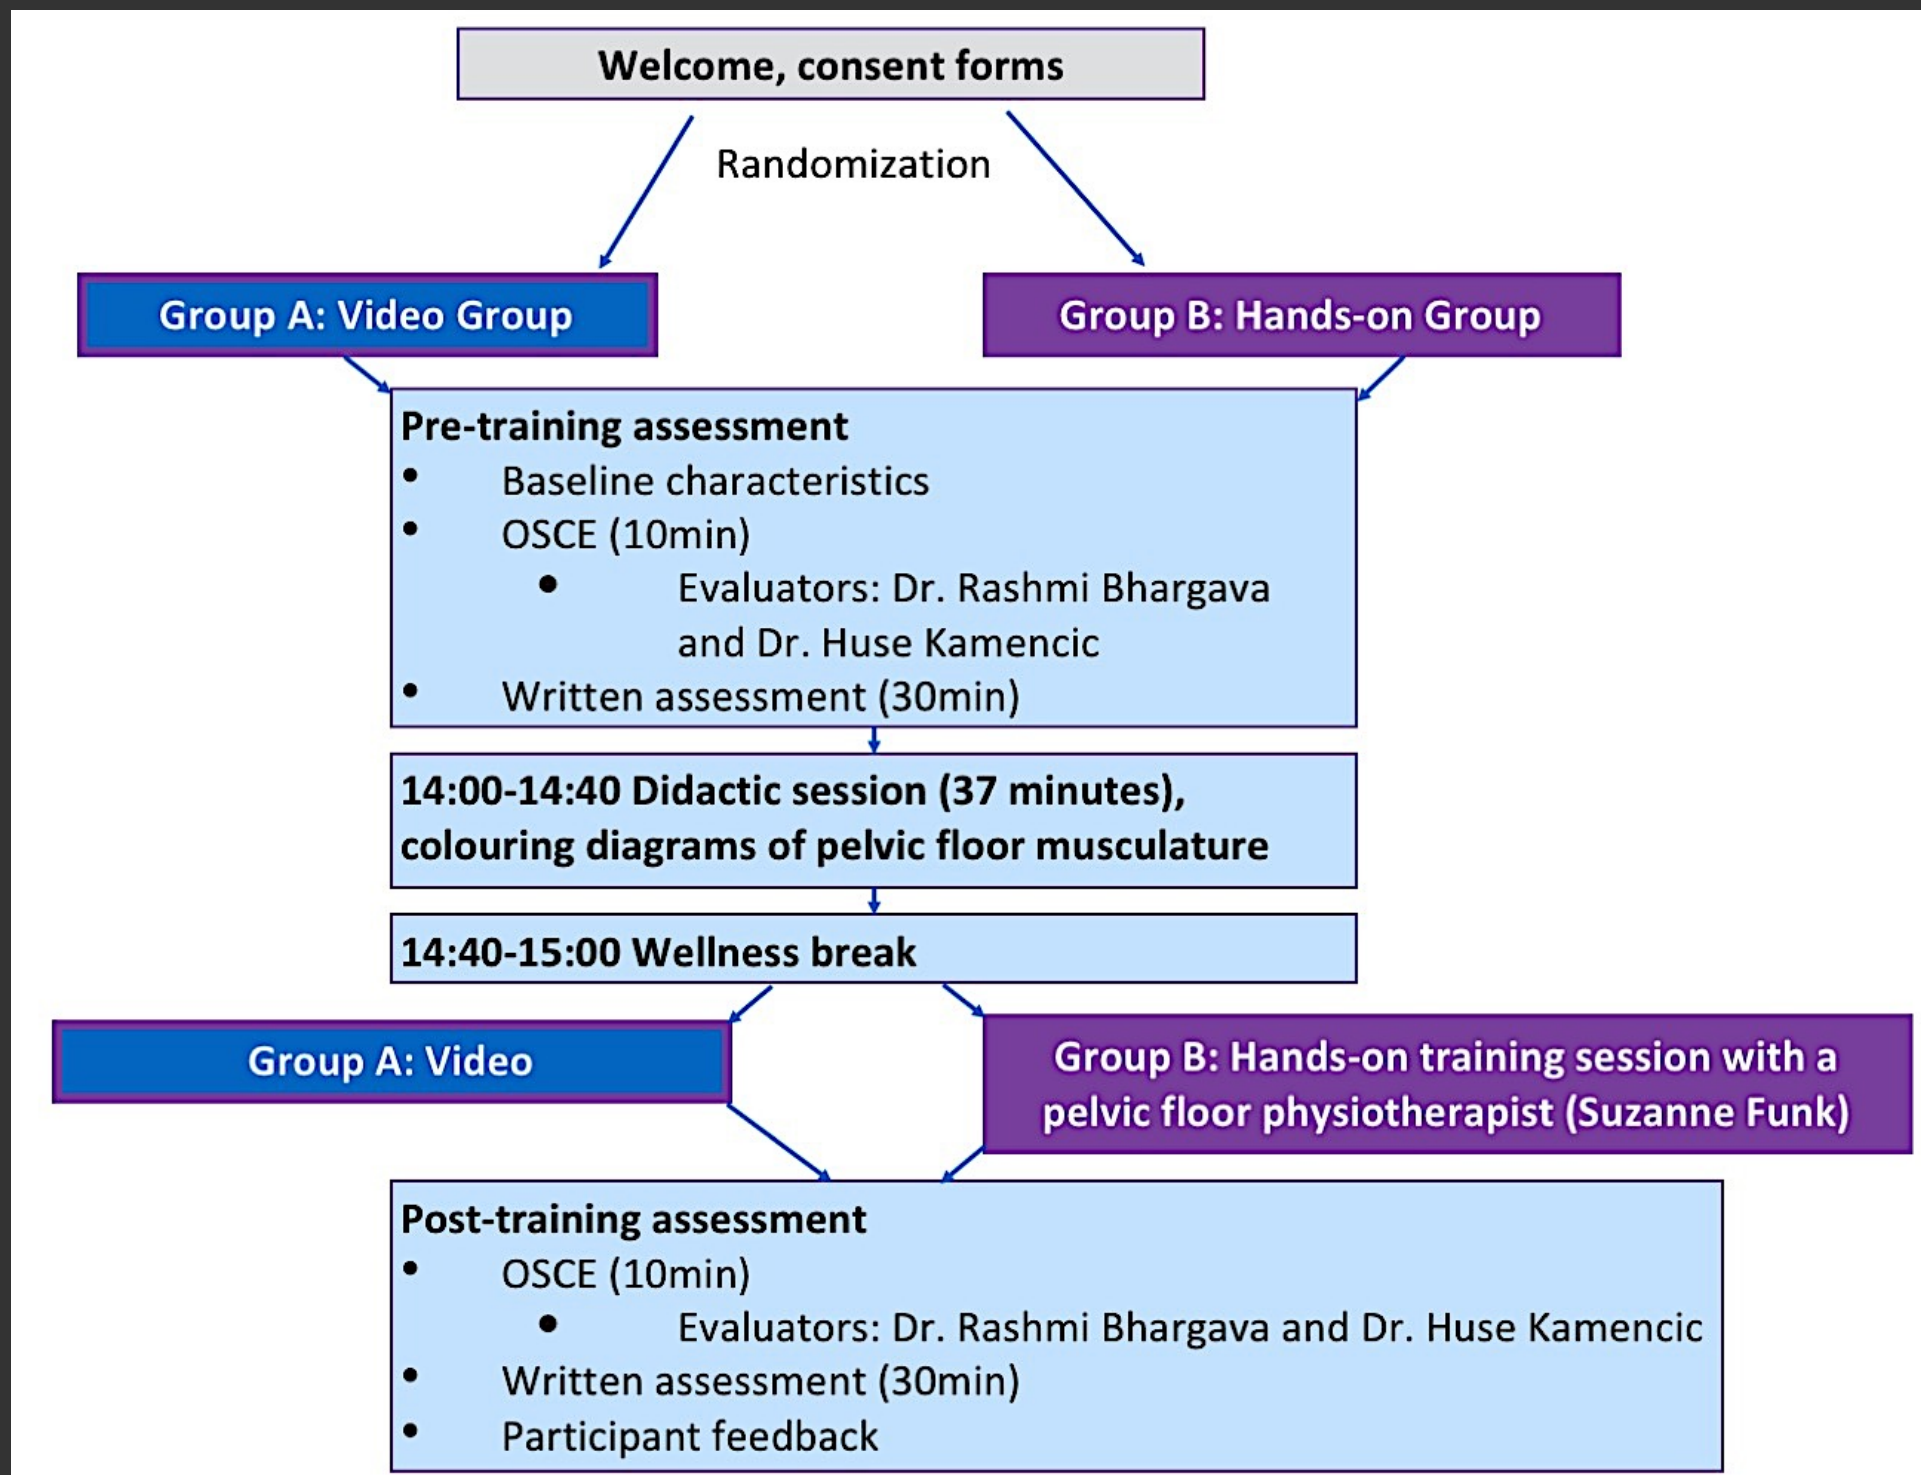 Welcome, consent forms
Randomization
Group A: Video Group
Group B: Hands-on Group
Pre-training assessment
• Baseline characteristics
• OSCE (10min)
• Evaluators: Dr. Rashmi Bhargava
and Dr. Huse Kamencic
• Written assessment (30min)
14:00-14:40 Didactic session (37 minutes),
colouring diagrams of pelvic floor musculature
14:40-15:00 Wellness break
Group A: Video
Group B: Hands-on training session with a
pelvic floor physiotherapist (Suzanne Funk)
Post-training assessment
• OSCE (10min)
• Evaluators: Dr. Rashmi Bhargava and Dr. Huse Kamencic
• Written assessment (30min)
• Participant feedback